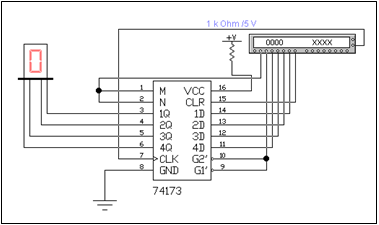 1 k Ohm /5 V
+V
0000 XXXX
0
1 M VCC 16
2 N CLR 15
3 1Q 1D 14
4 2Q 2D 13
5 3Q 3D 12
6 4Q 4D 11
7 CLK G2' 10
8 GND G1' 9
74173